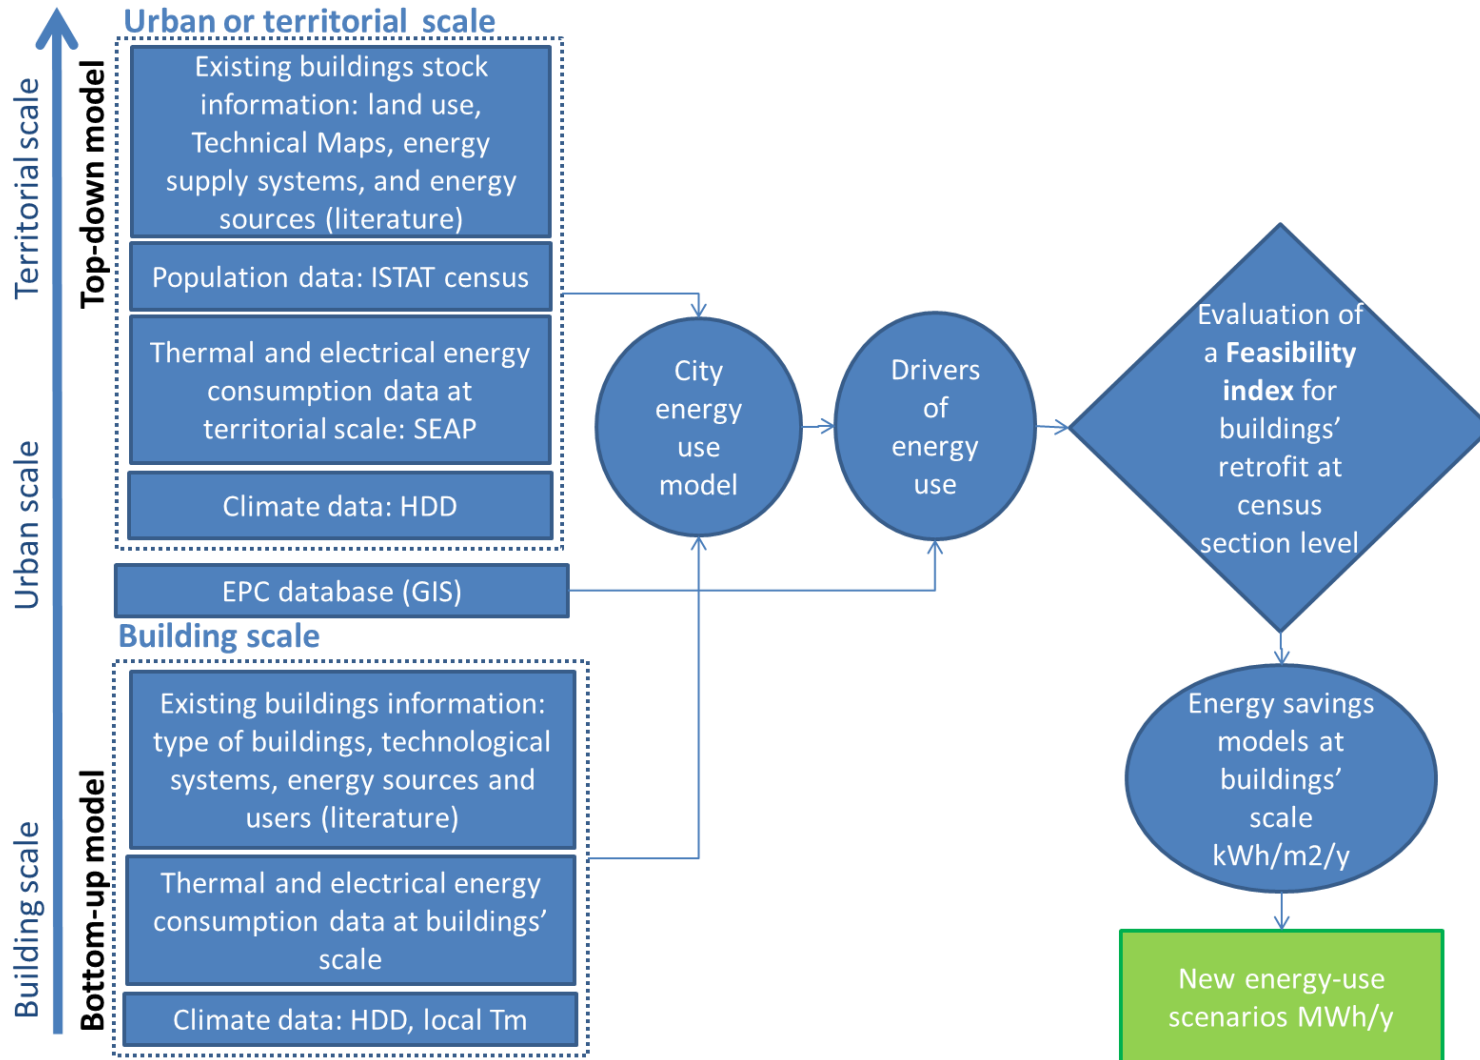 Urban or territorial scale
Territorial scale
Urban scale
Building scale
Top-down model
Existing buildings stock
information: land use,
Technical Maps, energy
supply systems, and energy
sources (literature)
Population data: ISTAT census
Thermal and electrical energy
consumption data at
territorial scale: SEAP
Climate data: HDD
EPC database (GIS)
Building scale
Bottom-up model
Existing buildings information:
type of buildings, technological
systems, energy sources and
users (literature)
Thermal and electrical energy
consumption data at buildings’
scale
Climate data: HDD, local Tm
City
energy
use
model
Drivers
of
energy
use
Evaluation of
a Feasibility
index for
buildings’
retrofit at
census
section level
Energy savings
models at
buildings’
scale
kWh/m2/y
New energy-use
scenarios MWh/y